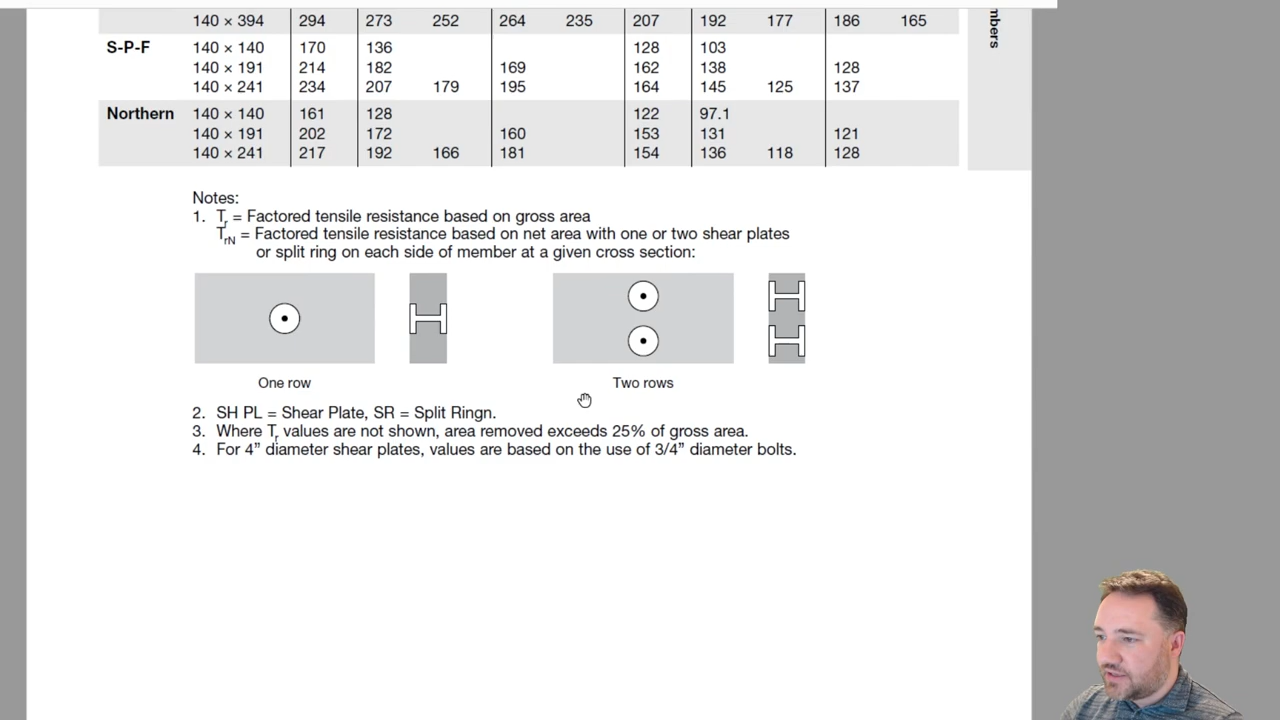 140 × 394 294 273 252 264 235 207 192 177 186 165
S-P-F 140 × 140 170 136 128 103
140 × 191 214 182 169 162 138 128
140 × 241 234 207 179 195 164 145 125 137
Northern 140 × 140 161 128 122 97.1
140 × 191 202 172 160 153 131 121
140 × 241 217 192 166 181 154 136 118 128
mbers
Notes:
1. Tr = Factored tensile resistance based on gross area
TrN = Factored tensile resistance based on net area with one or two shear plates
or split ring on each side of member at a given cross section:
One row Two rows
2. SH PL = Shear Plate, SR = Split Ringn.
3. Where Tr values are not shown, area removed exceeds 25% of gross area.
4. For 4” diameter shear plates, values are based on the use of 3/4” diameter bolts.